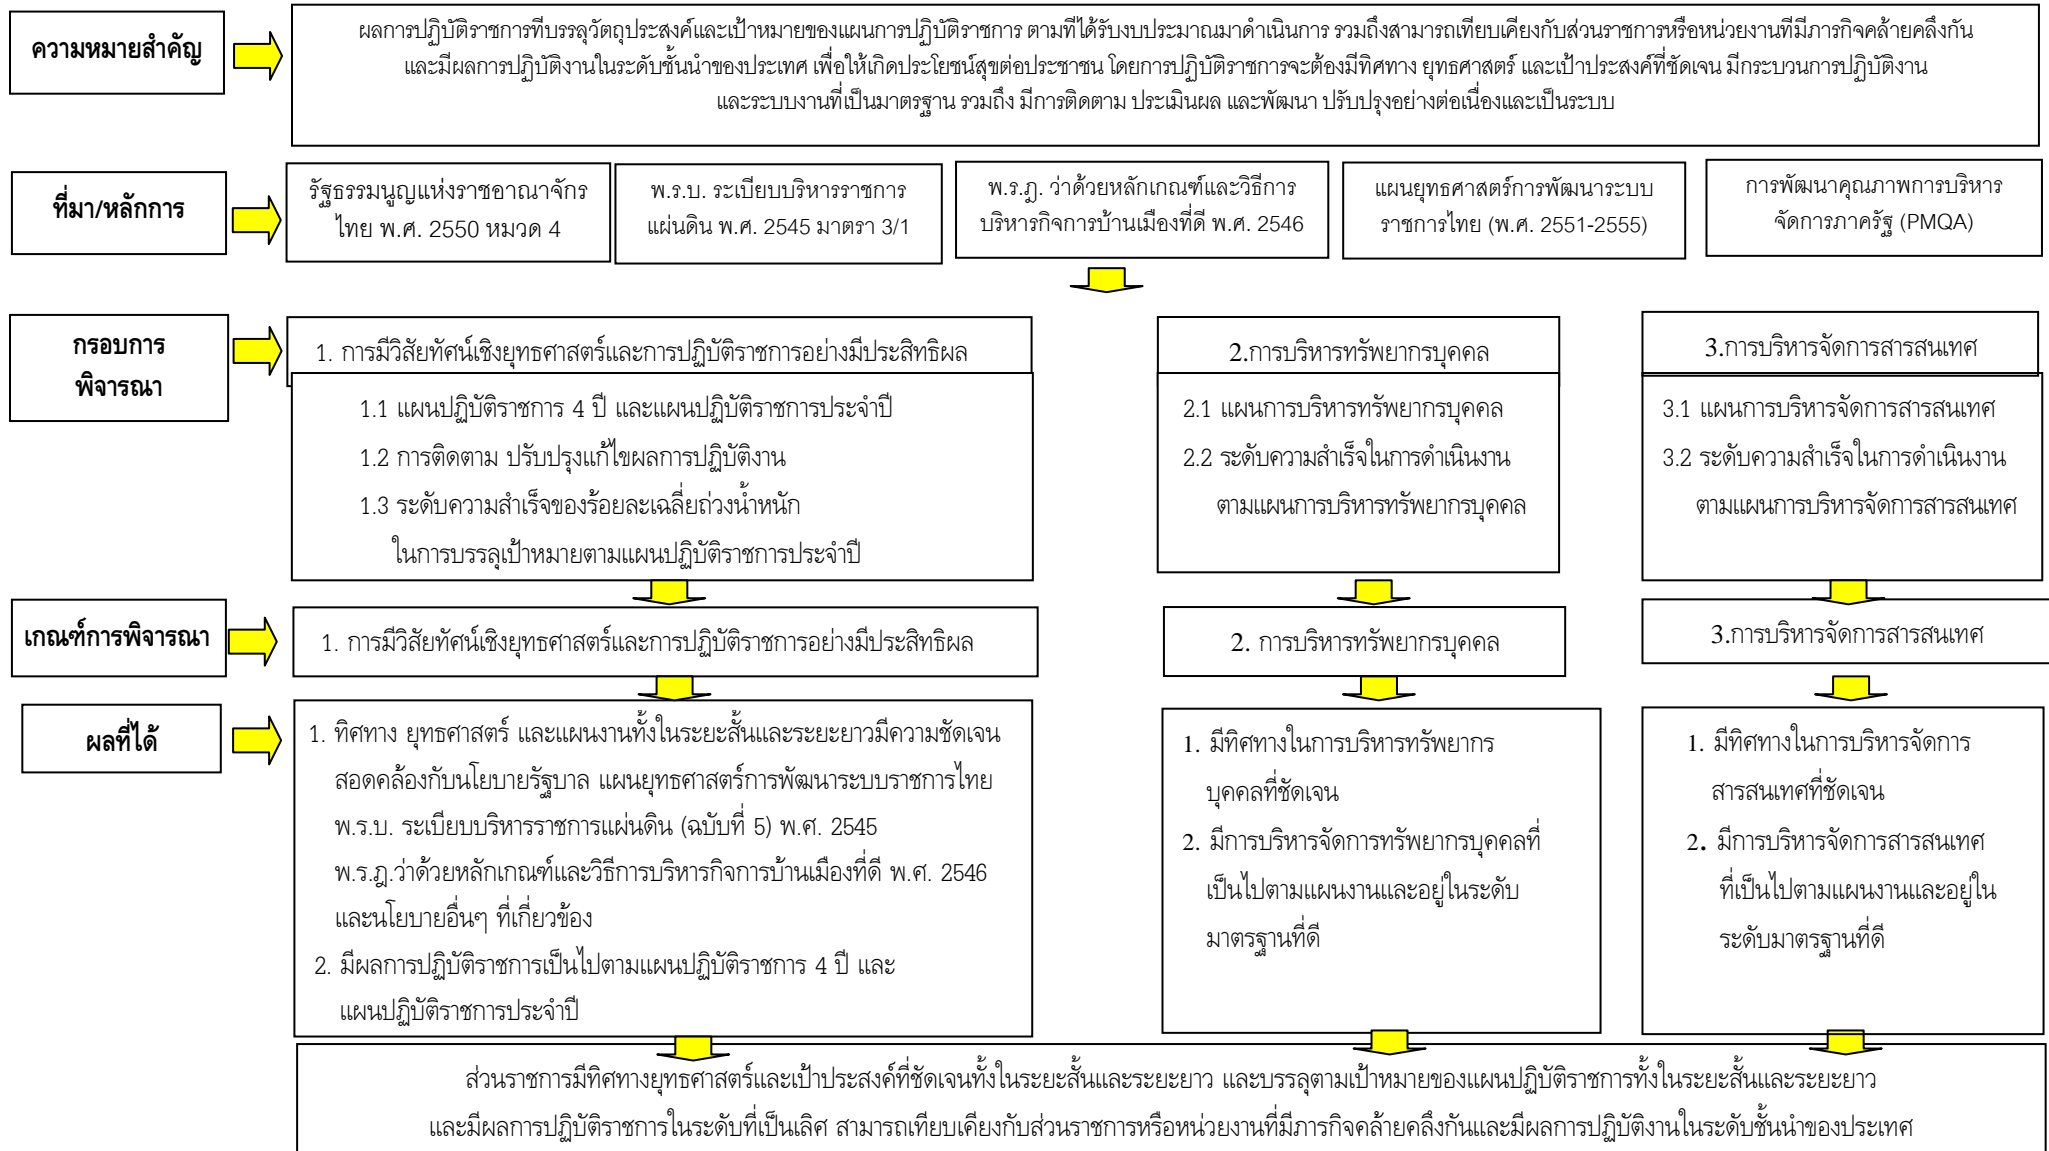 ความหมายสำคัญ
ผลการปฏิบัติราชการที่บรรลุวัตถุประสงค์และเป้าหมายของแผนการปฏิบัติราชการ ตามที่ได้รับงบประมาณมาดำเนินการ รวมถึงสามารถเทียบเคียงกับส่วนราชการหรือหน่วยงานที่มีภารกิจคล้ายคลึงกัน
และมีผลการปฏิบัติงานในระดับชั้นนำของประเทศ เพื่อให้เกิดประโยชน์สุขต่อประชาชน โดยการปฏิบัติราชการจะต้องมีทิศทาง ยุทธศาสตร์ และเป้าประสงค์ที่ชัดเจน มีกระบวนการปฏิบัติงาน
และระบบงานที่เป็นมาตรฐาน รวมถึง มีการติดตาม ประเมินผล และพัฒนา ปรับปรุงอย่างต่อเนื่องและเป็นระบบ
ที่มา/หลักการ
รัฐธรรมนูญแห่งราชอาณาจักร
ไทย พ.ศ. 2550 หมวด 4
พ.ร.บ. ระเบียบบริหารราชการ
แผ่นดิน พ.ศ. 2545 มาตรา 3/1
พ.ร.ฎ. ว่าด้วยหลักเกณฑ์และวิธีการ
บริหารกิจการบ้านเมืองที่ดี พ.ศ. 2546
แผนยุทธศาสตร์การพัฒนาระบบ
ราชการไทย (พ.ศ. 2551-2555)
การพัฒนาคุณภาพการบริหาร
จัดการภาครัฐ (PMQA)
กรอบการ
พิจารณา
1. การมีวิสัยทัศน์เชิงยุทธศาสตร์และการปฏิบัติราชการอย่างมีประสิทธิผล
1.1 แผนปฏิบัติราชการ 4 ปี และแผนปฏิบัติราชการประจำปี
1.2 การติดตาม ปรับปรุงแก้ไขผลการปฏิบัติงาน
1.3 ระดับความสำเร็จของร้อยละเฉลี่ยถ่วงน้ำหนัก
ในการบรรลุเป้าหมายตามแผนปฏิบัติราชการประจำปี
2.การบริหารทรัพยากรบุคคล
2.1 แผนการบริหารทรัพยากรบุคคล
2.2 ระดับความสำเร็จในการดำเนินงาน
ตามแผนการบริหารทรัพยากรบุคคล
3.การบริหารจัดการสารสนเทศ
3.1 แผนการบริหารจัดการสารสนเทศ
3.2 ระดับความสำเร็จในการดำเนินงาน
ตามแผนการบริหารจัดการสารสนเทศ
เกณฑ์การพิจารณา
1. การมีวิสัยทัศน์เชิงยุทธศาสตร์และการปฏิบัติราชการอย่างมีประสิทธิผล
2. การบริหารทรัพยากรบุคคล
3.การบริหารจัดการสารสนเทศ
ผลที่ได้
1. ทิศทาง ยุทธศาสตร์ และแผนงานทั้งในระยะสั้นและระยะยาวมีความชัดเจน
สอดคล้องกับนโยบายรัฐบาล แผนยุทธศาสตร์การพัฒนาระบบราชการไทย
พ.ร.บ. ระเบียบบริหารราชการแผ่นดิน (ฉบับที่ 5) พ.ศ. 2545
พ.ร.ฎ.ว่าด้วยหลักเกณฑ์และวิธีการบริหารกิจการบ้านเมืองที่ดี พ.ศ. 2546
และนโยบายอื่นๆ ที่เกี่ยวข้อง
2. มีผลการปฏิบัติราชการเป็นไปตามแผนปฏิบัติราชการ 4 ปี และ
แผนปฏิบัติราชการประจำปี
1. มีทิศทางในการบริหารทรัพยากร
บุคคลที่ชัดเจน
2. มีการบริหารจัดการทรัพยากรบุคคลที่
เป็นไปตามแผนงานและอยู่ในระดับ
มาตรฐานที่ดี
1. มีทิศทางในการบริหารจัดการ
สารสนเทศที่ชัดเจน
2. มีการบริหารจัดการสารสนเทศ
ที่เป็นไปตามแผนงานและอยู่ใน
ระดับมาตรฐานที่ดี
ส่วนราชการมีทิศทางยุทธศาสตร์และเป้าประสงค์ที่ชัดเจนทั้งในระยะสั้นและระยะยาว และบรรลุตามเป้าหมายของแผนปฏิบัติราชการทั้งในระยะสั้นและระยะยาว
และมีผลการปฏิบัติราชการในระดับที่เป็นเลิศ สามารถเทียบเคียงกับส่วนราชการหรือหน่วยงานที่มีภารกิจคล้ายคลึงกันและมีผลการปฏิบัติงานในระดับชั้นนำของประเทศ